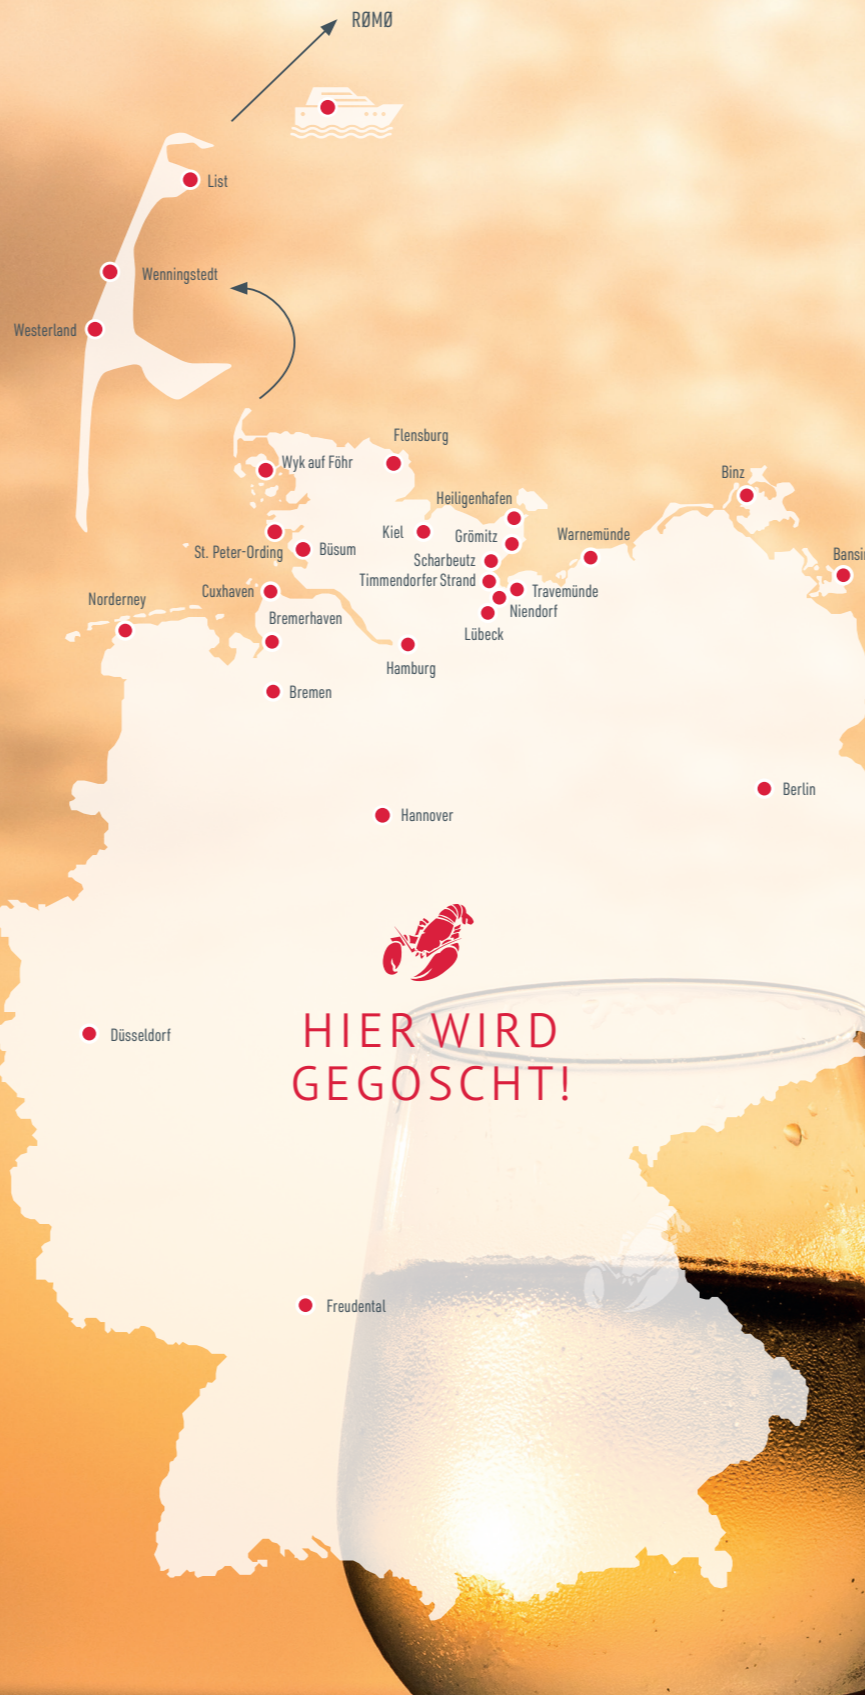 RØMØ
List
Wenningstedt
Westerland
Flensburg
Wyk auf Föhr
Binz
Heiligenhafen
Kiel
Grömitz
Warnemünde
St. Peter-Ording
Büsum
Scharbeutz
Bansi
Timmendorfer Strand
Cuxhaven
Travemünde
Norderney
Niendorf
Bremerhaven
Lübeck
Hamburg
Bremen
Berlin
Hannover
HIER WIRD
GEGOSCHT!
Düsseldorf
Freudental